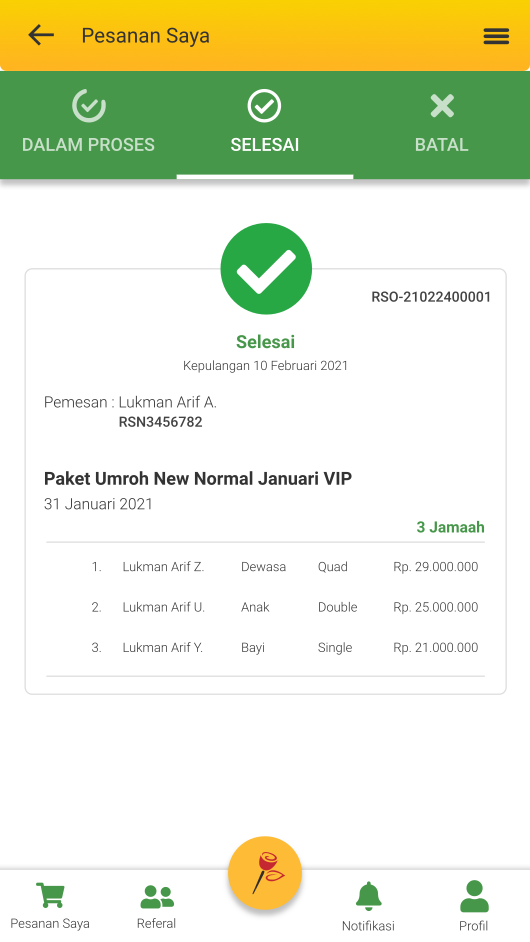 Pesanan Saya
DALAM PROSES
SELESAI
BATAL
RSO-21022400001
Selesai
Kepulangan 10 Februari 2021
Pemesan : Lukman Arif A.
RSN3456782
Paket Umroh New Normal Januari VIP
31 Januari 2021
3 Jamaah
1. Lukman Arif Z. Dewasa Quad Rp. 29.000.000
2. Lukman Arif U. Anak Double Rp. 25.000.000
3. Lukman Arif Y. Bayi Single Rp. 21.000.000
Pesanan Saya
Referal
Notifikasi
Profil